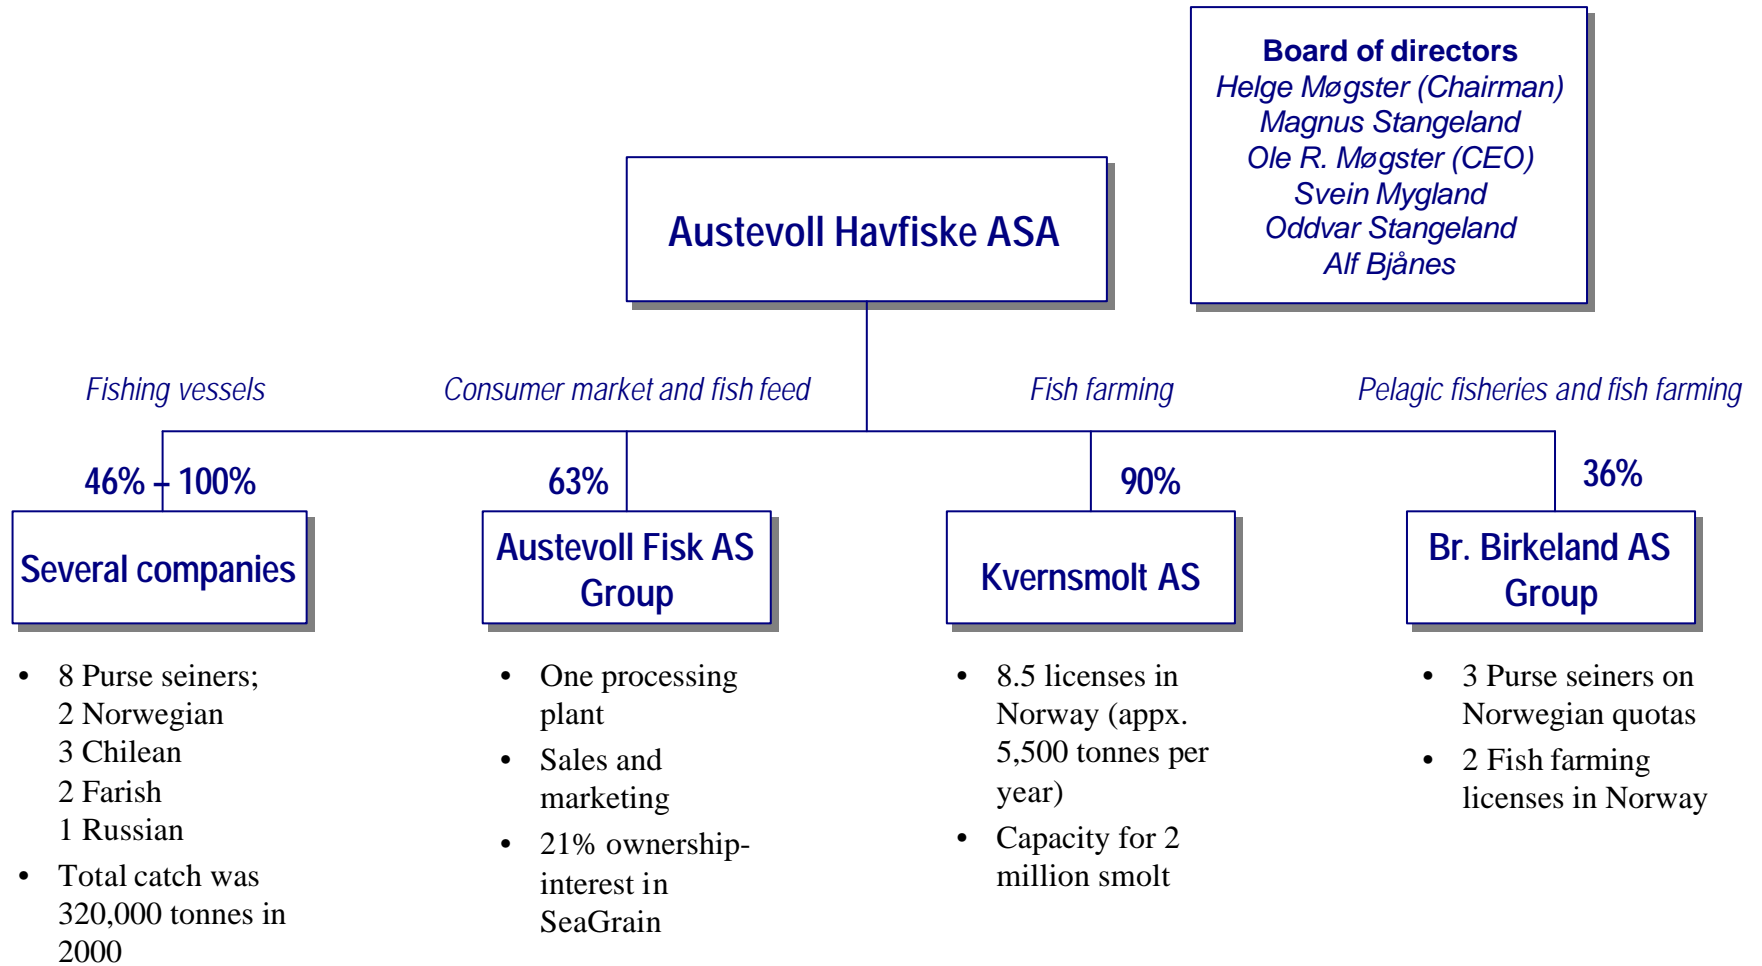 Board of directors
Helge Møgster (Chairman)
Magnus Stangeland
Ole R. Møgster (CEO)
Svein Mygland
Oddvar Stangeland
Alf Bjånes
Austevoll Havfiske ASA
Fishing vessels
Consumer market and fish feed
Fish farming
Pelagic fisheries and fish farming
46% – 100%
63%
90%
36%
Several companies
Austevoll Fisk AS
Group
Kvernsmolt AS
Br. Birkeland AS
Group
• 8 Purse seiners;
2 Norwegian
3 Chilean
2 Farish
1 Russian
• Total catch was
320,000 tonnes in
2000
• One processing
plant
• Sales and
marketing
• 21% ownership-
interest in
SeaGrain
• 8.5 licenses in
Norway (appx.
5,500 tonnes per
year)
• Capacity for 2
million smolt
• 3 Purse seiners on
Norwegian quotas
• 2 Fish farming
licenses in Norway